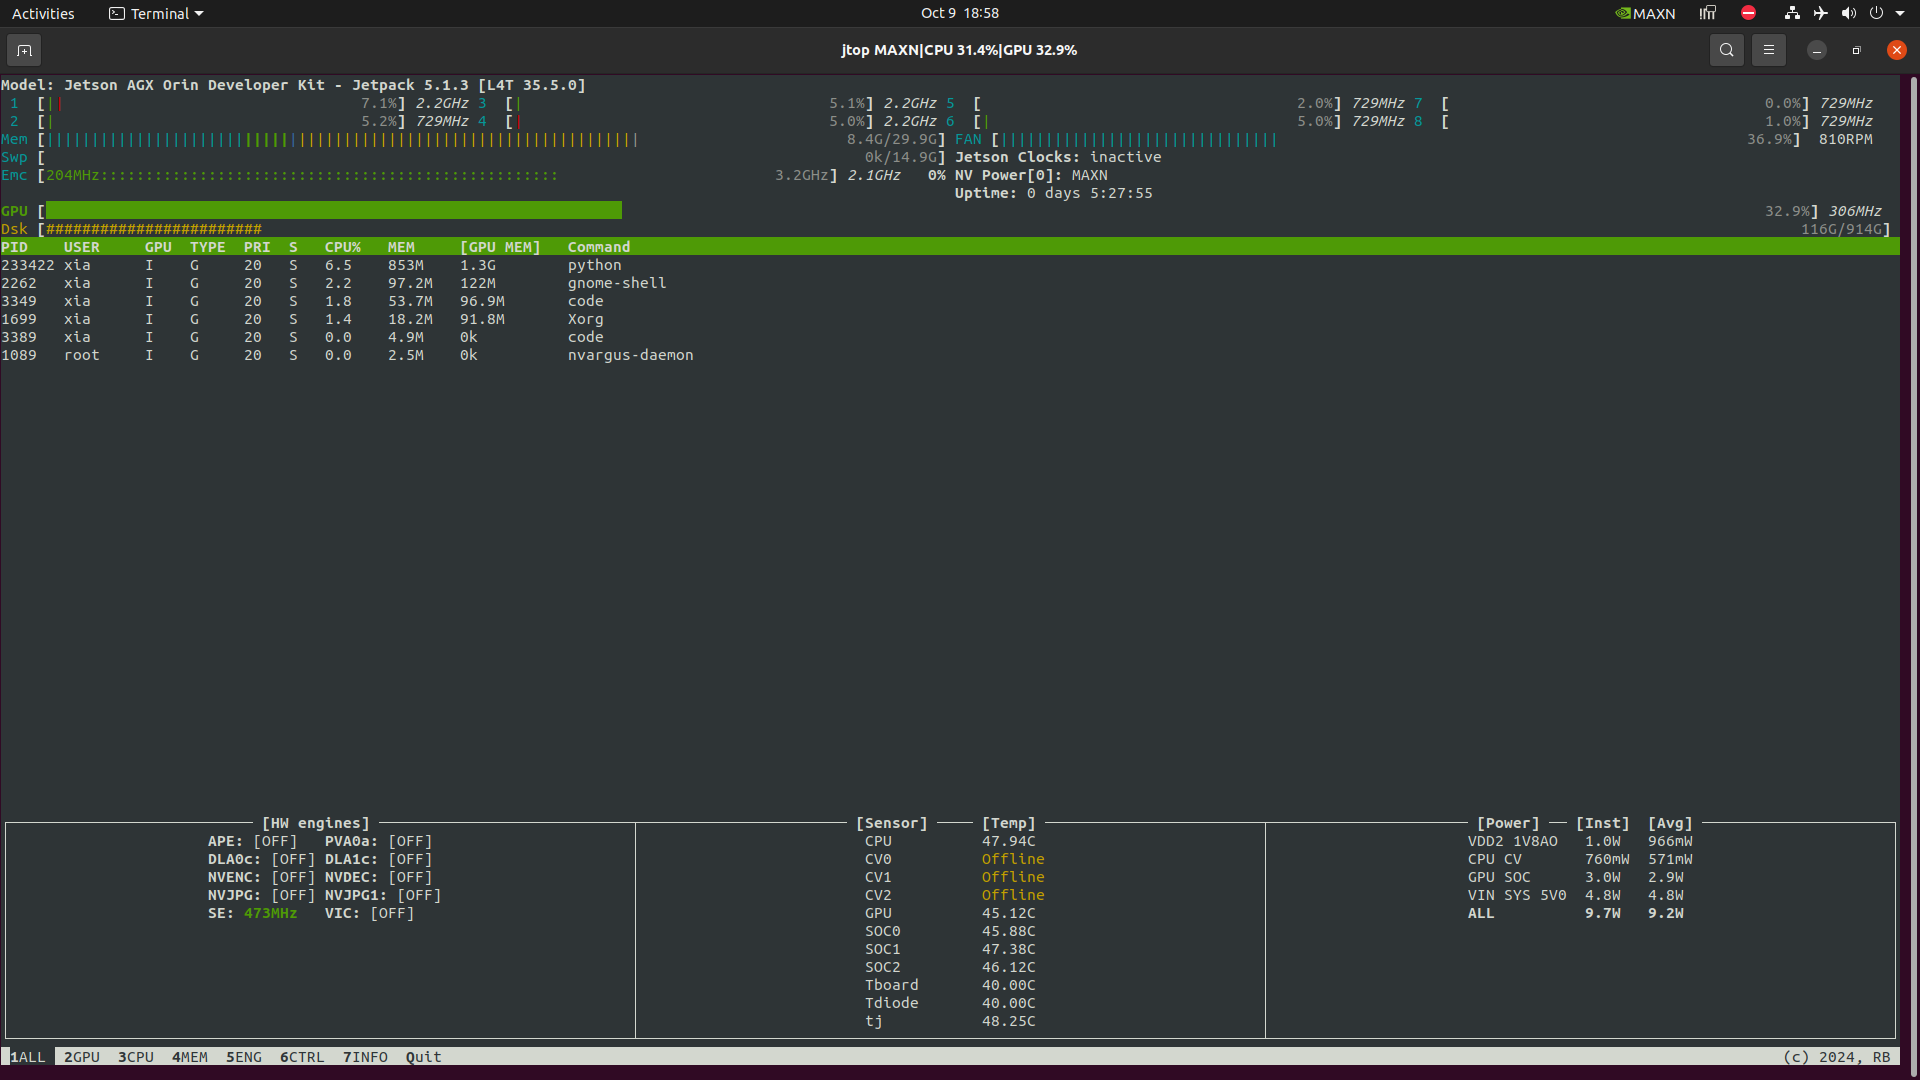 Activities Terminal Oct 9 18:58 MAXN
jtop MAXN|CPU 31.4%|GPU 32.9%
Model: Jetson AGX Orin Developer Kit - Jetpack 5.1.3 [L4T 35.5.0]
1 [|| 7.1%] 2.2GHz 3 [| 5.1%] 2.2GHz 5 [ 2.0%] 729MHz 7 [ 0.0%] 729MHz
2 [| 5.2%] 729MHz 4 [| 5.0%] 2.2GHz 6 [| 5.0%] 729MHz 8 [ 1.0%] 729MHz
Mem [||||||||||||||||||||||||||||||||||||||||||||||||||||||||||||||||||| 8.4G/29.9G] FAN [||||||||||||||||||||||||||||||| 36.9%] 810RPM
Swp [ 0k/14.9G] Jetson Clocks: inactive
Emc [204MHz::::::::::::::::::::::::::::::::::::::::::::::::::: 3.2GHz] 2.1GHz 0% NV Power[0]: MAXN
Uptime: 0 days 5:27:55
GPU [ 32.9%] 306MHz
Dsk [######################## 116G/914G]
PID USER GPU TYPE PRI S CPU% MEM [GPU MEM] Command
233422 xia I G 20 S 6.5 853M 1.3G python
2262 xia I G 20 S 2.2 97.2M 122M gnome-shell
3349 xia I G 20 S 1.8 53.7M 96.9M code
1699 xia I G 20 S 1.4 18.2M 91.8M Xorg
3389 xia I G 20 S 0.0 4.9M 0k code
1089 root I G 20 S 0.0 2.5M 0k nvargus-daemon
[HW engines] [Sensor] [Temp] [Power] [Inst] [Avg]
APE: [OFF] PVA0a: [OFF] CPU 47.94C VDD2 1V8AO 1.0W 966mW
DLA0c: [OFF] DLA1c: [OFF] CV0 Offline CPU CV 760mW 571mW
NVENC: [OFF] NVDEC: [OFF] CV1 Offline GPU SOC 3.0W 2.9W
NVJPG: [OFF] NVJPG1: [OFF] CV2 Offline VIN SYS 5V0 4.8W 4.8W
SE: 473MHz VIC: [OFF] GPU 45.12C ALL 9.7W 9.2W
SOC0 45.88C
SOC1 47.38C
SOC2 46.12C
Tboard 40.00C
Tdiode 40.00C
tj 48.25C
1ALL 2GPU 3CPU 4MEM 5ENG 6CTRL 7INFO Quit (c) 2024, RB